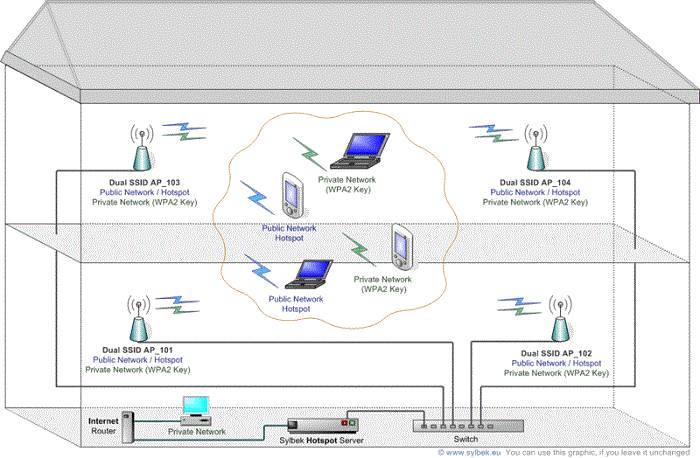 Dual SSID AP_103
Public Network / Hotspot
Private Network (WPA2 Key)
Private Network
(WPA2 Key)
Dual SSID AP_104
Public Network / Hotspot
Private Network (WPA2 Key)
Public Network
Hotspot
Private Network
(WPA2 Key)
Public Network
Hotspot
Dual SSID AP_101
Public Network / Hotspot
Private Network (WPA2 Key)
Dual SSID AP_102
Public Network / Hotspot
Private Network (WPA2 Key)
Internet
Router
Private Network
Sylbek Hotspot Server
Switch
© www.sylbek.eu You can use this graphic, if you leave it unchanged